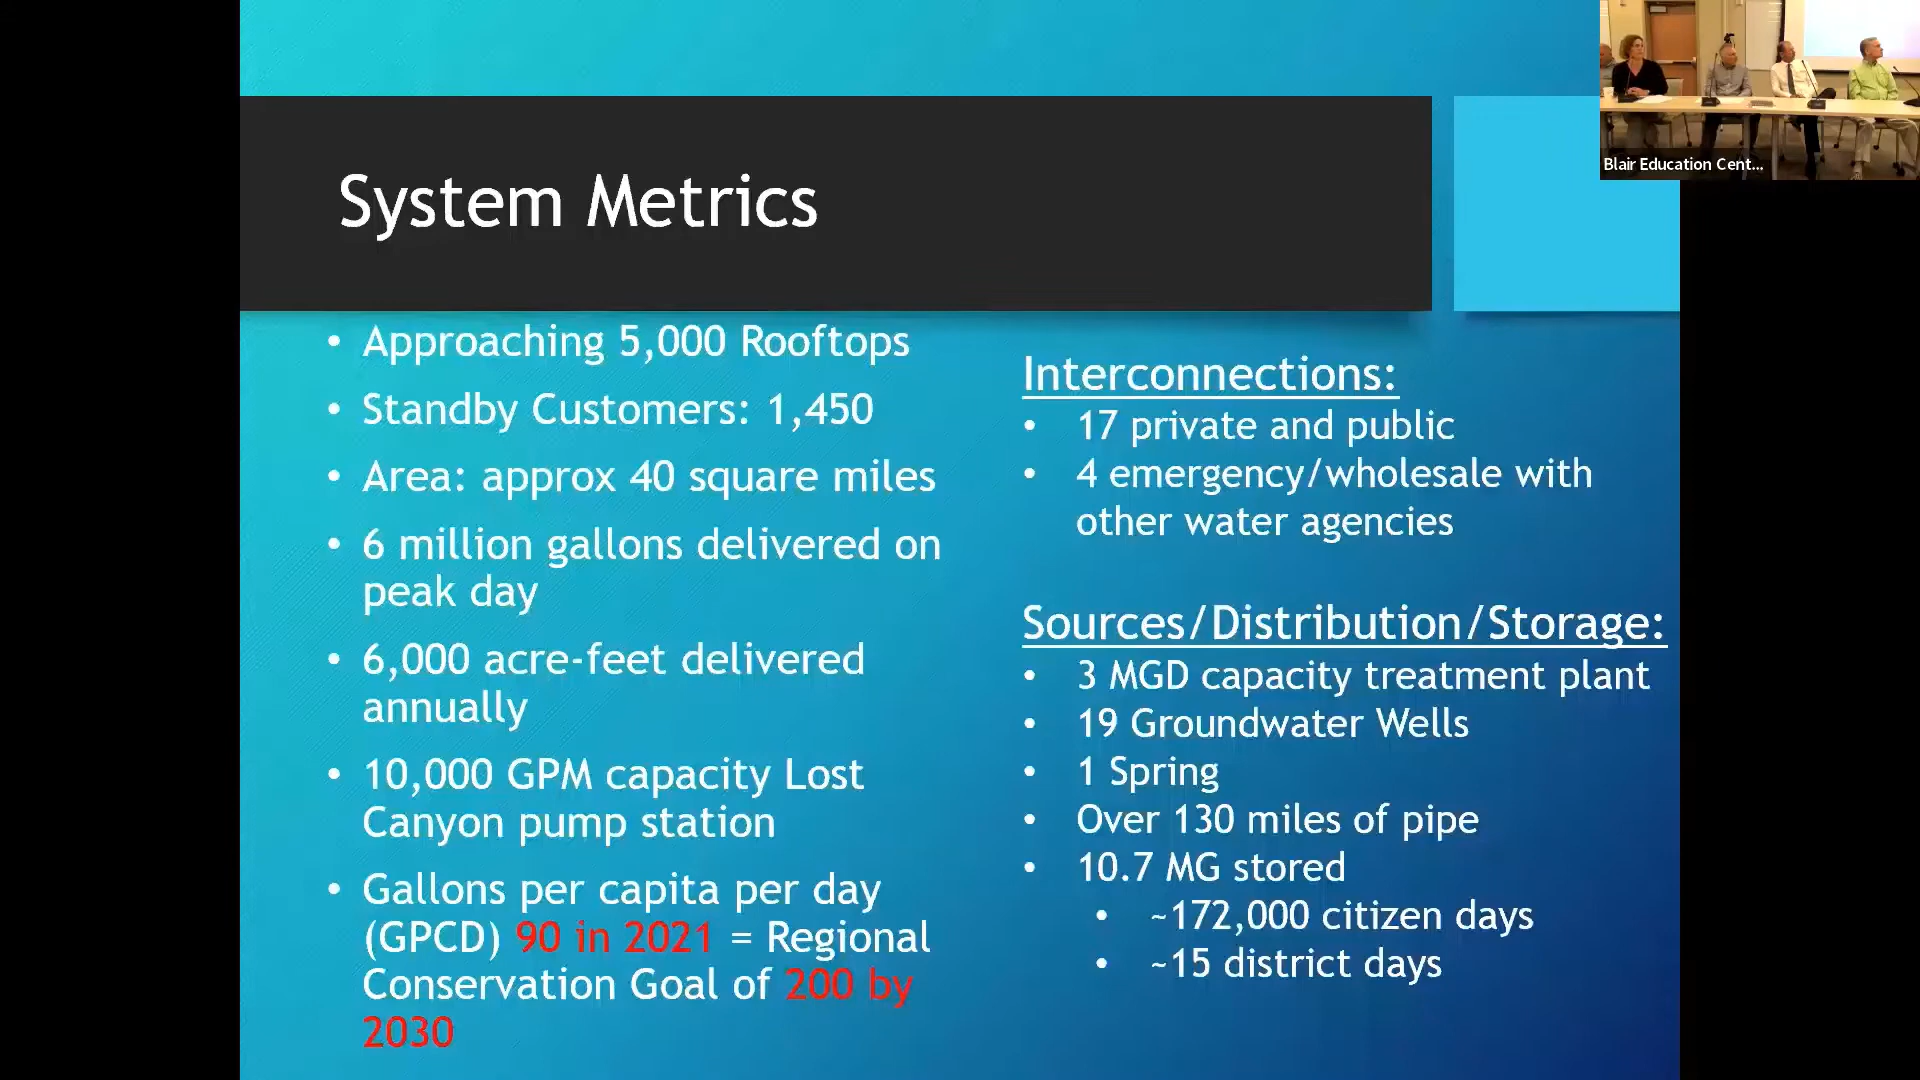 System Metrics
• Approaching 5,000 Rooftops
• Standby Customers: 1,450
• Area: approx 40 square miles
• 6 million gallons delivered on
peak day
• 6,000 acre-feet delivered
annually
• 10,000 GPM capacity Lost
Canyon pump station
• Gallons per capita per day
(GPCD) 90 in 2021 = Regional
Conservation Goal of 200 by
2030
Interconnections:
• 17 private and public
• 4 emergency/wholesale with
other water agencies
Sources/Distribution/Storage:
• 3 MGD capacity treatment plant
• 19 Groundwater Wells
• 1 Spring
• Over 130 miles of pipe
• 10.7 MG stored
• ~172,000 citizen days
• ~15 district days
Blair Education Cent...